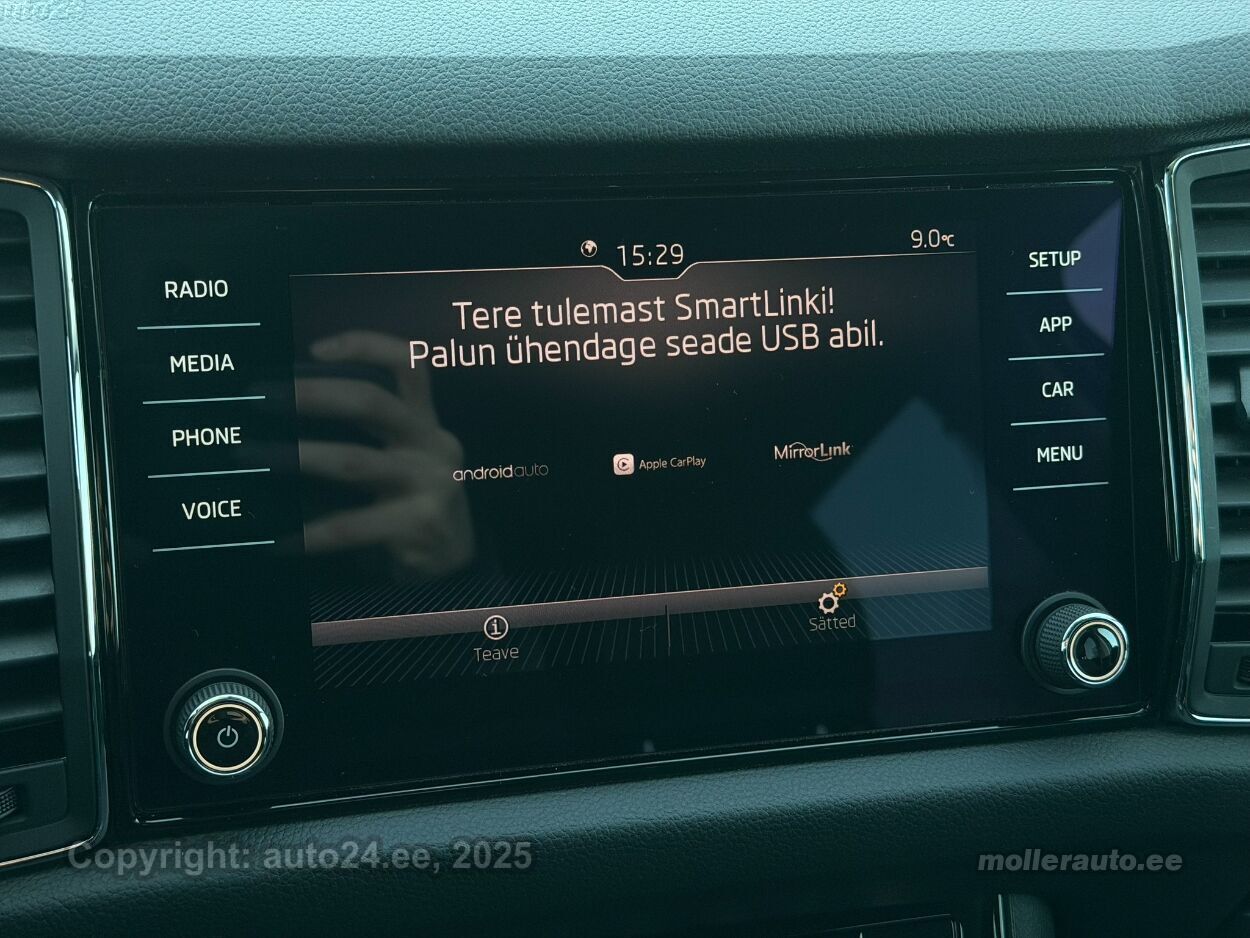 15:29
9.0°C
RADIO
MEDIA
PHONE
VOICE
Tere tulemast SmartLinki!
Palun ühendage seade USB abil.
androidauto
Apple CarPlay
MirrorLink
Teave
Sätted
SETUP
APP
CAR
MENU
Copyright: auto24.ee, 2025
mollerauto.ee